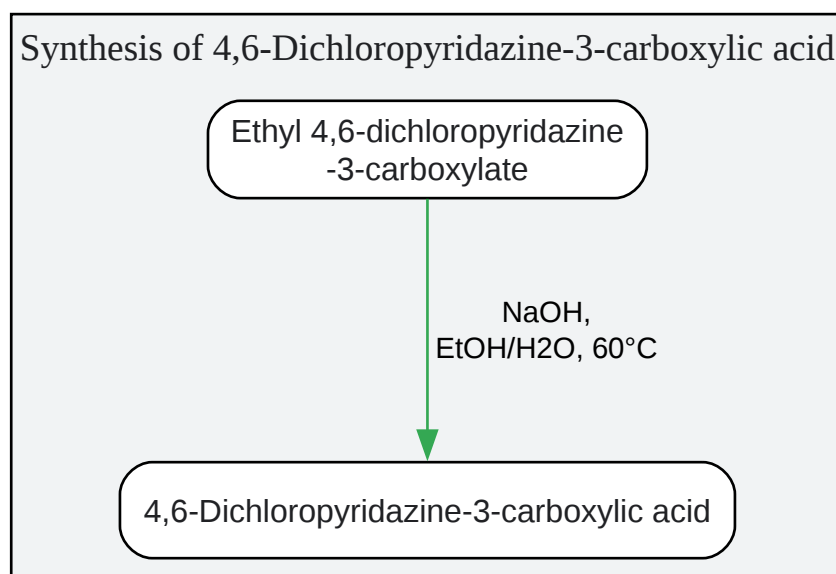 Synthesis of 4,6-Dichloropyridazine-3-carboxylic acid
Ethyl 4,6-dichloropyridazine
-3-carboxylate
NaOH,
EtOH/H2O, 60°C
4,6-Dichloropyridazine-3-carboxylic acid